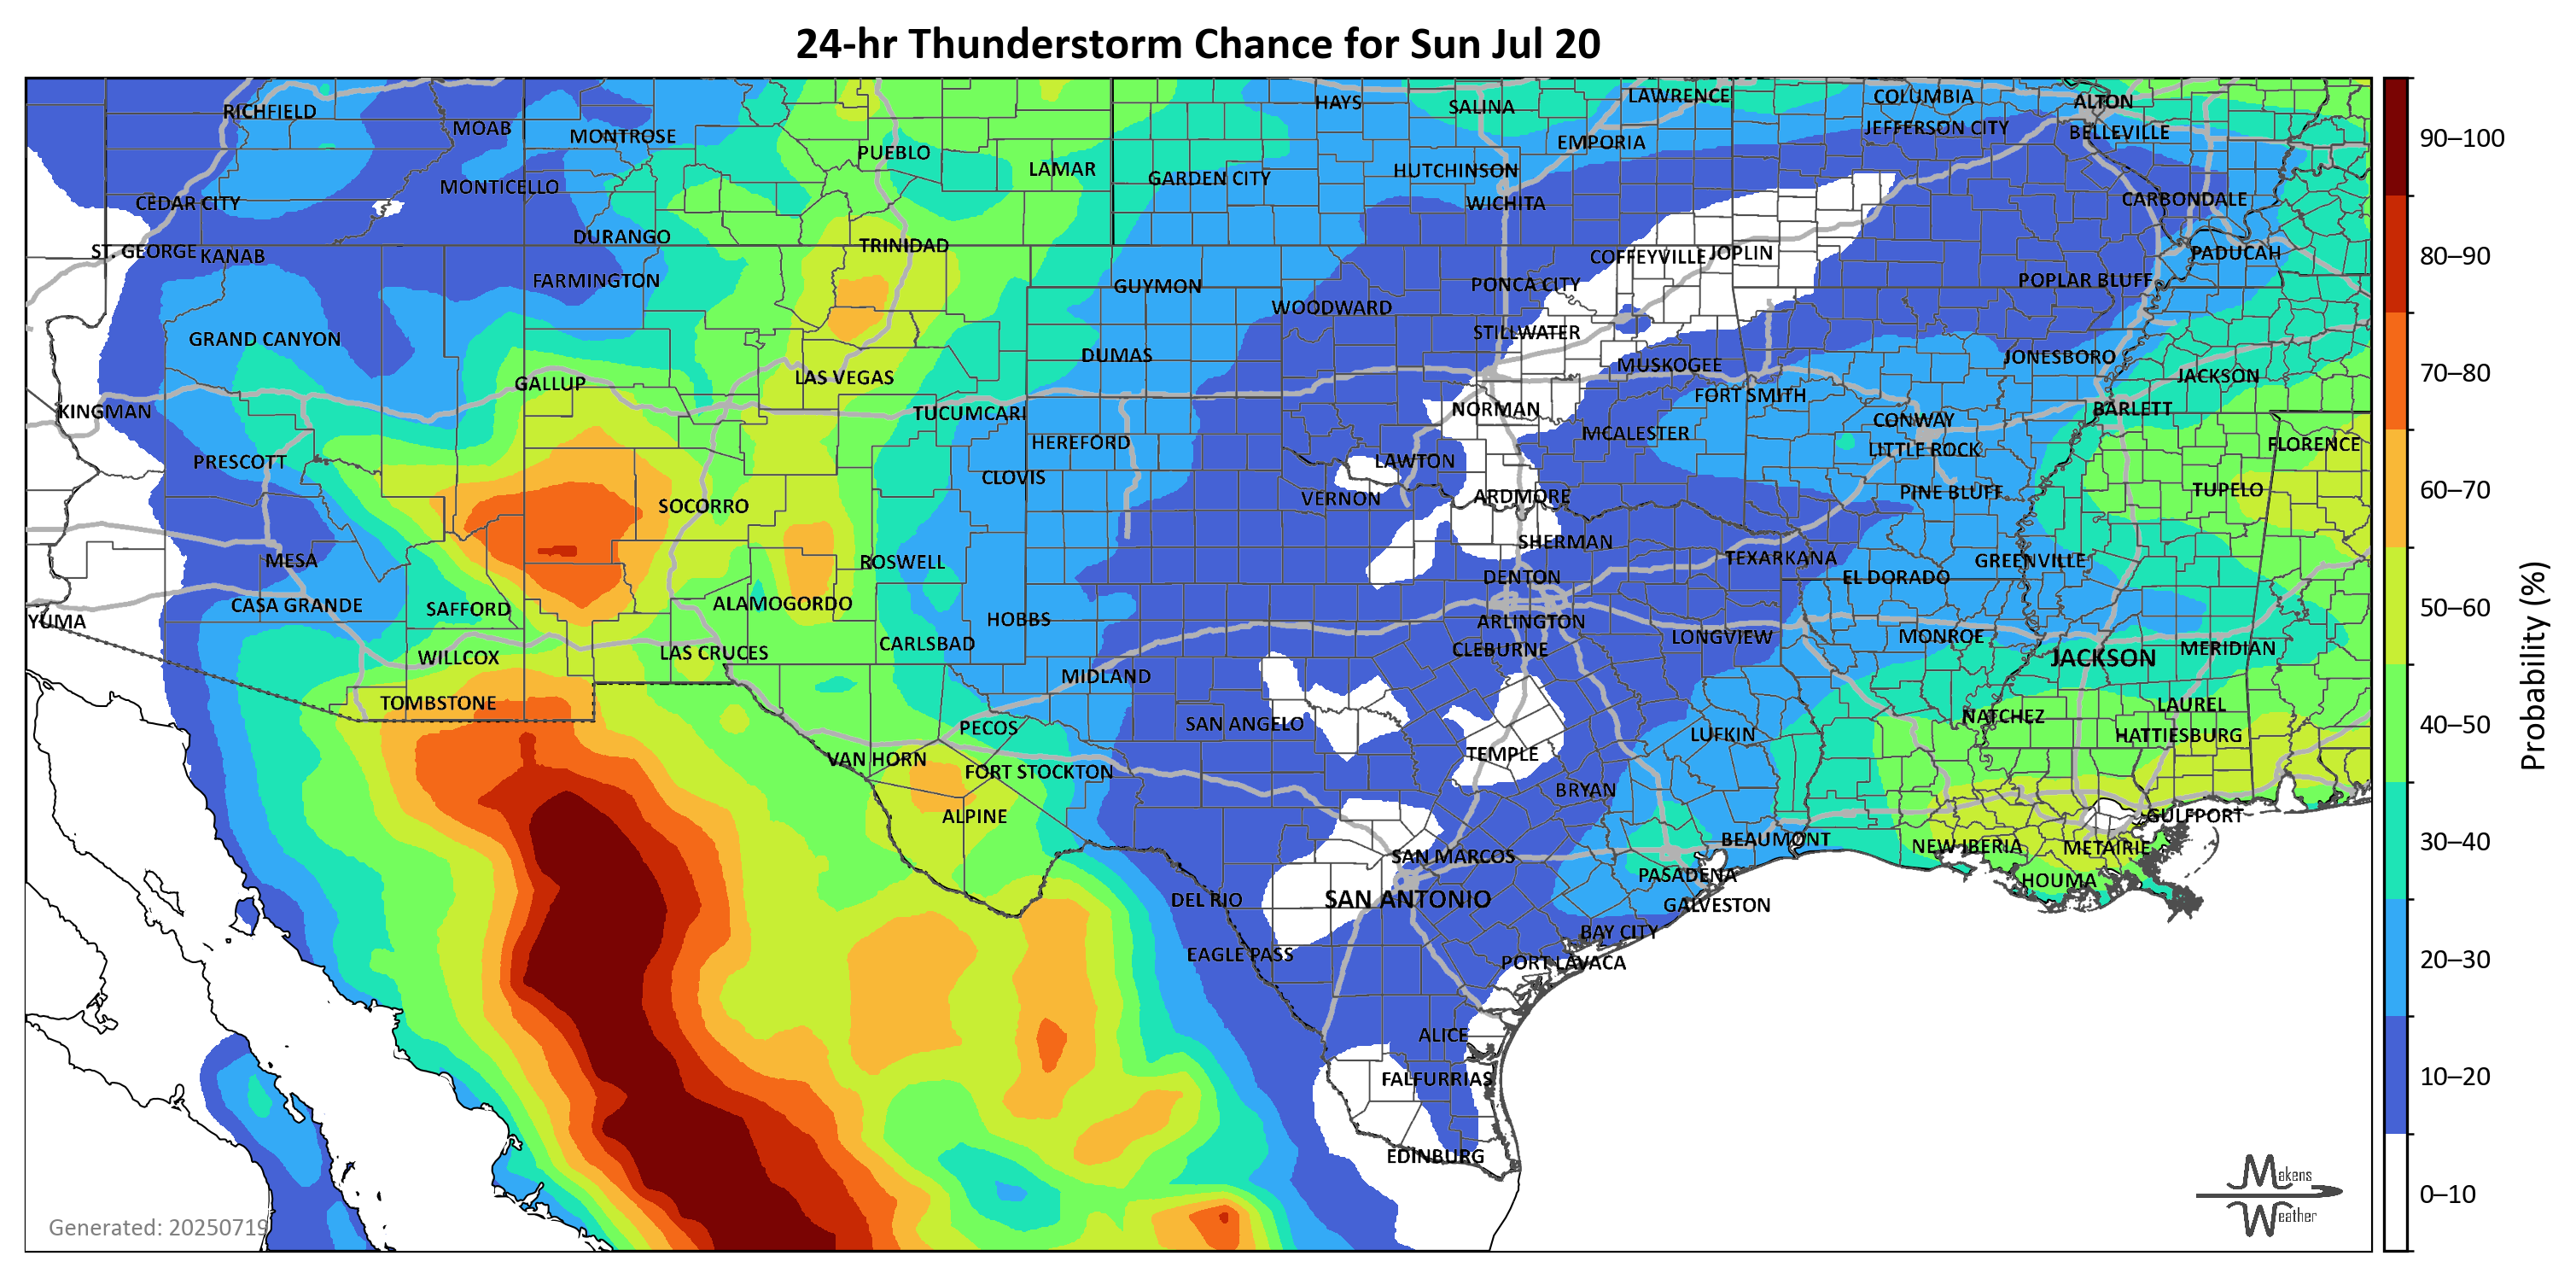 24-hr Thunderstorm Chance for Sun Jul 20
RICHFIELD
MOAB
MONTROSE
PUEBLO
LAMAR
HAYS
SALINA
LAWRENCE
COLUMBIA
ALTON
JEFFERSON CITY
BELLEVILLE
EMPORIA
HUTCHINSON
GARDEN CITY
MONTICELLO
CEDAR CITY
WICHITA
CARBONDALE
DURANGO
TRINIDAD
ST. GEORGE
KANAB
COFFEYVILLE
JOPLIN
PADUCAH
FARMINGTON
GUYMON
PONCA CITY
POPLAR BLUFF
WOODWARD
GRAND CANYON
STILLWATER
DUMAS
JONESBORO
MUSKOGEE
LAS VEGAS
GALLUP
JACKSON
FORT SMITH
KINGMAN
TUCUMCARI
NORMAN
BARLETT
CONWAY
HEREFORD
MCALESTER
LITTLE ROCK
FLORENCE
PRESCOTT
LAWTON
CLOVIS
PINE BLUFF
TUPELO
SOCORRO
VERNON
ARDMORE
SHERMAN
MESA
ROSWELL
TEXARKANA
GREENVILLE
DENTON
EL DORADO
CASA GRANDE
SAFFORD
ALAMOGORDO
HOBBS
YUMA
ARLINGTON
LONGVIEW
MONROE
CARLSBAD
CLEBURNE
MERIDIAN
WILLCOX
LAS CRUCES
JACKSON
MIDLAND
TOMBSTONE
LAUREL
NATCHEZ
PECOS
SAN ANGELO
LUFKIN
HATTIESBURG
VAN HORN
TEMPLE
FORT STOCKTON
BRYAN
ALPINE
GULFPORT
BEAUMONT
NEW IBERIA
METAIRIE
SAN MARCOS
PASADENA
HOUMA
DEL RIO
SAN ANTONIO
GALVESTON
BAY CITY
EAGLE PASS
PORT LAVACA
ALICE
FALFURRIAS
EDINBURG
Generated: 20250719
Makens
Weather
90–100
80–90
70–80
60–70
50–60
40–50
30–40
20–30
10–20
0–10
Probability (%)